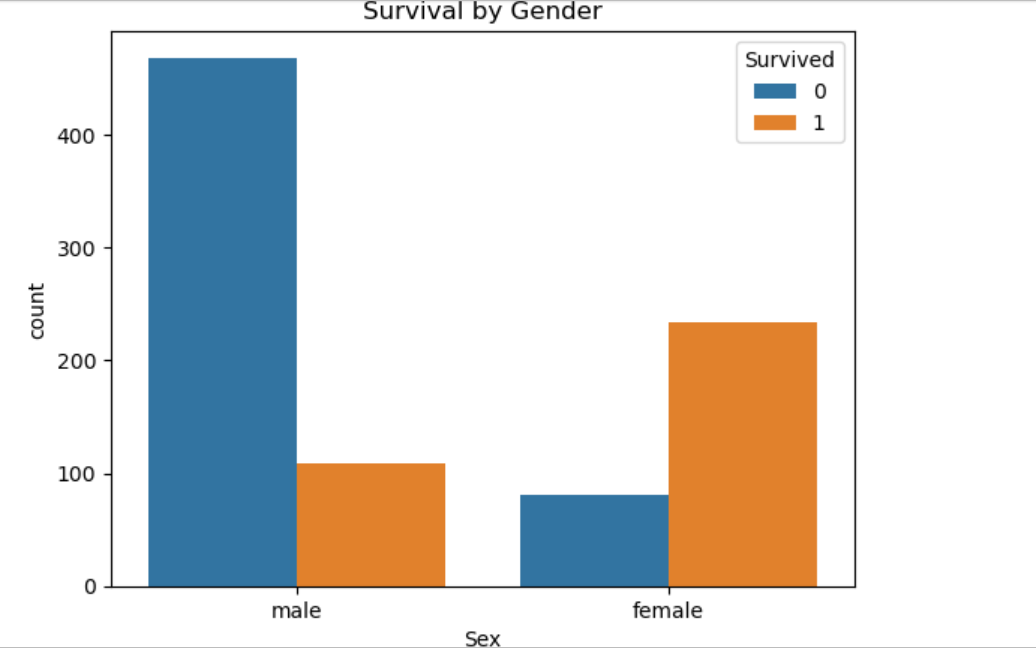 Survival by Gender
Survived
0
1
400
300
200
100
0
count
male female
Sex